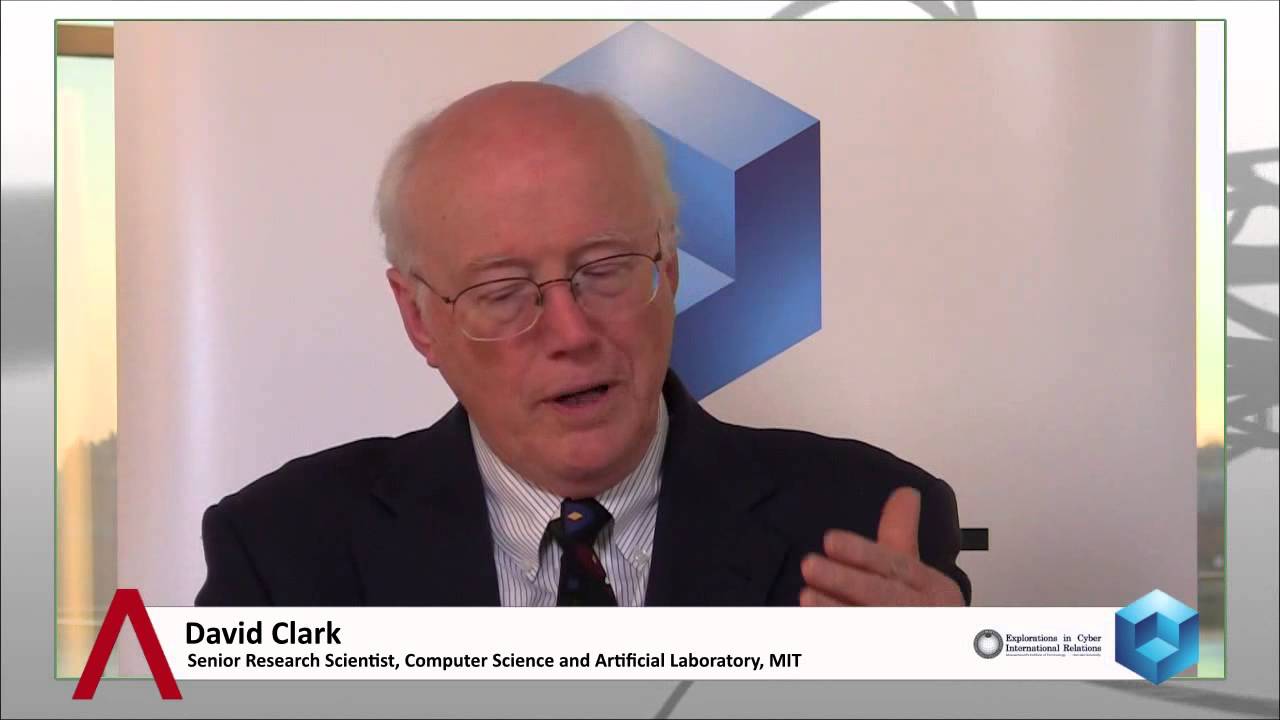 David Clark
Senior Research Scientist, Computer Science and Artificial Laboratory, MIT
Explorations in Cyber
International Relations